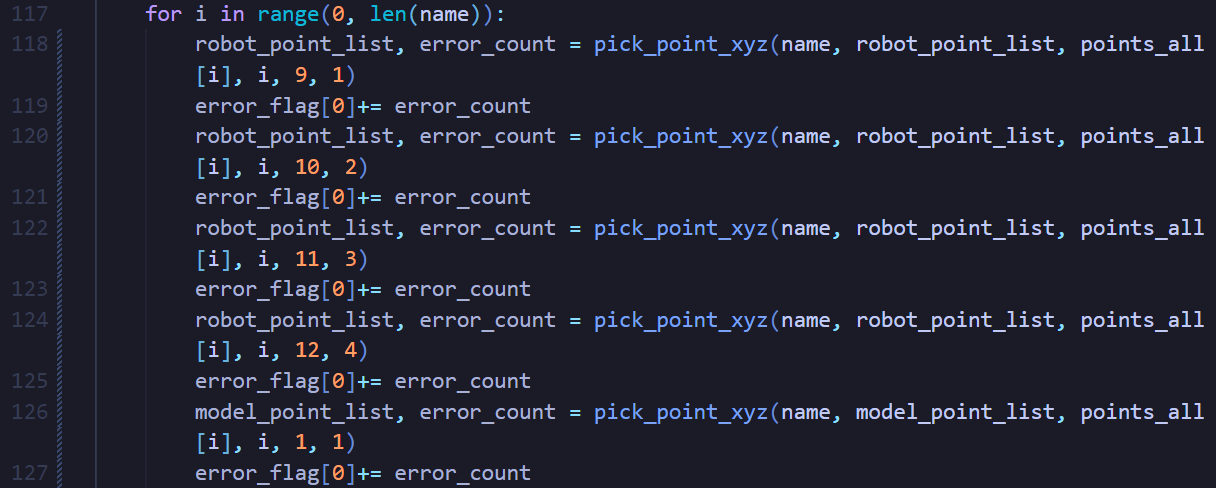 117 for i in range(0, len(name)):
118 robot_point_list, error_count = pick_point_xyz(name, robot_point_list, points_all
[i], i, 9, 1)
119 error_flag[0]+= error_count
120 robot_point_list, error_count = pick_point_xyz(name, robot_point_list, points_all
[i], i, 10, 2)
121 error_flag[0]+= error_count
122 robot_point_list, error_count = pick_point_xyz(name, robot_point_list, points_all
[i], i, 11, 3)
123 error_flag[0]+= error_count
124 robot_point_list, error_count = pick_point_xyz(name, robot_point_list, points_all
[i], i, 12, 4)
125 error_flag[0]+= error_count
126 model_point_list, error_count = pick_point_xyz(name, model_point_list, points_all
[i], i, 1, 1)
127 error_flag[0]+= error_count